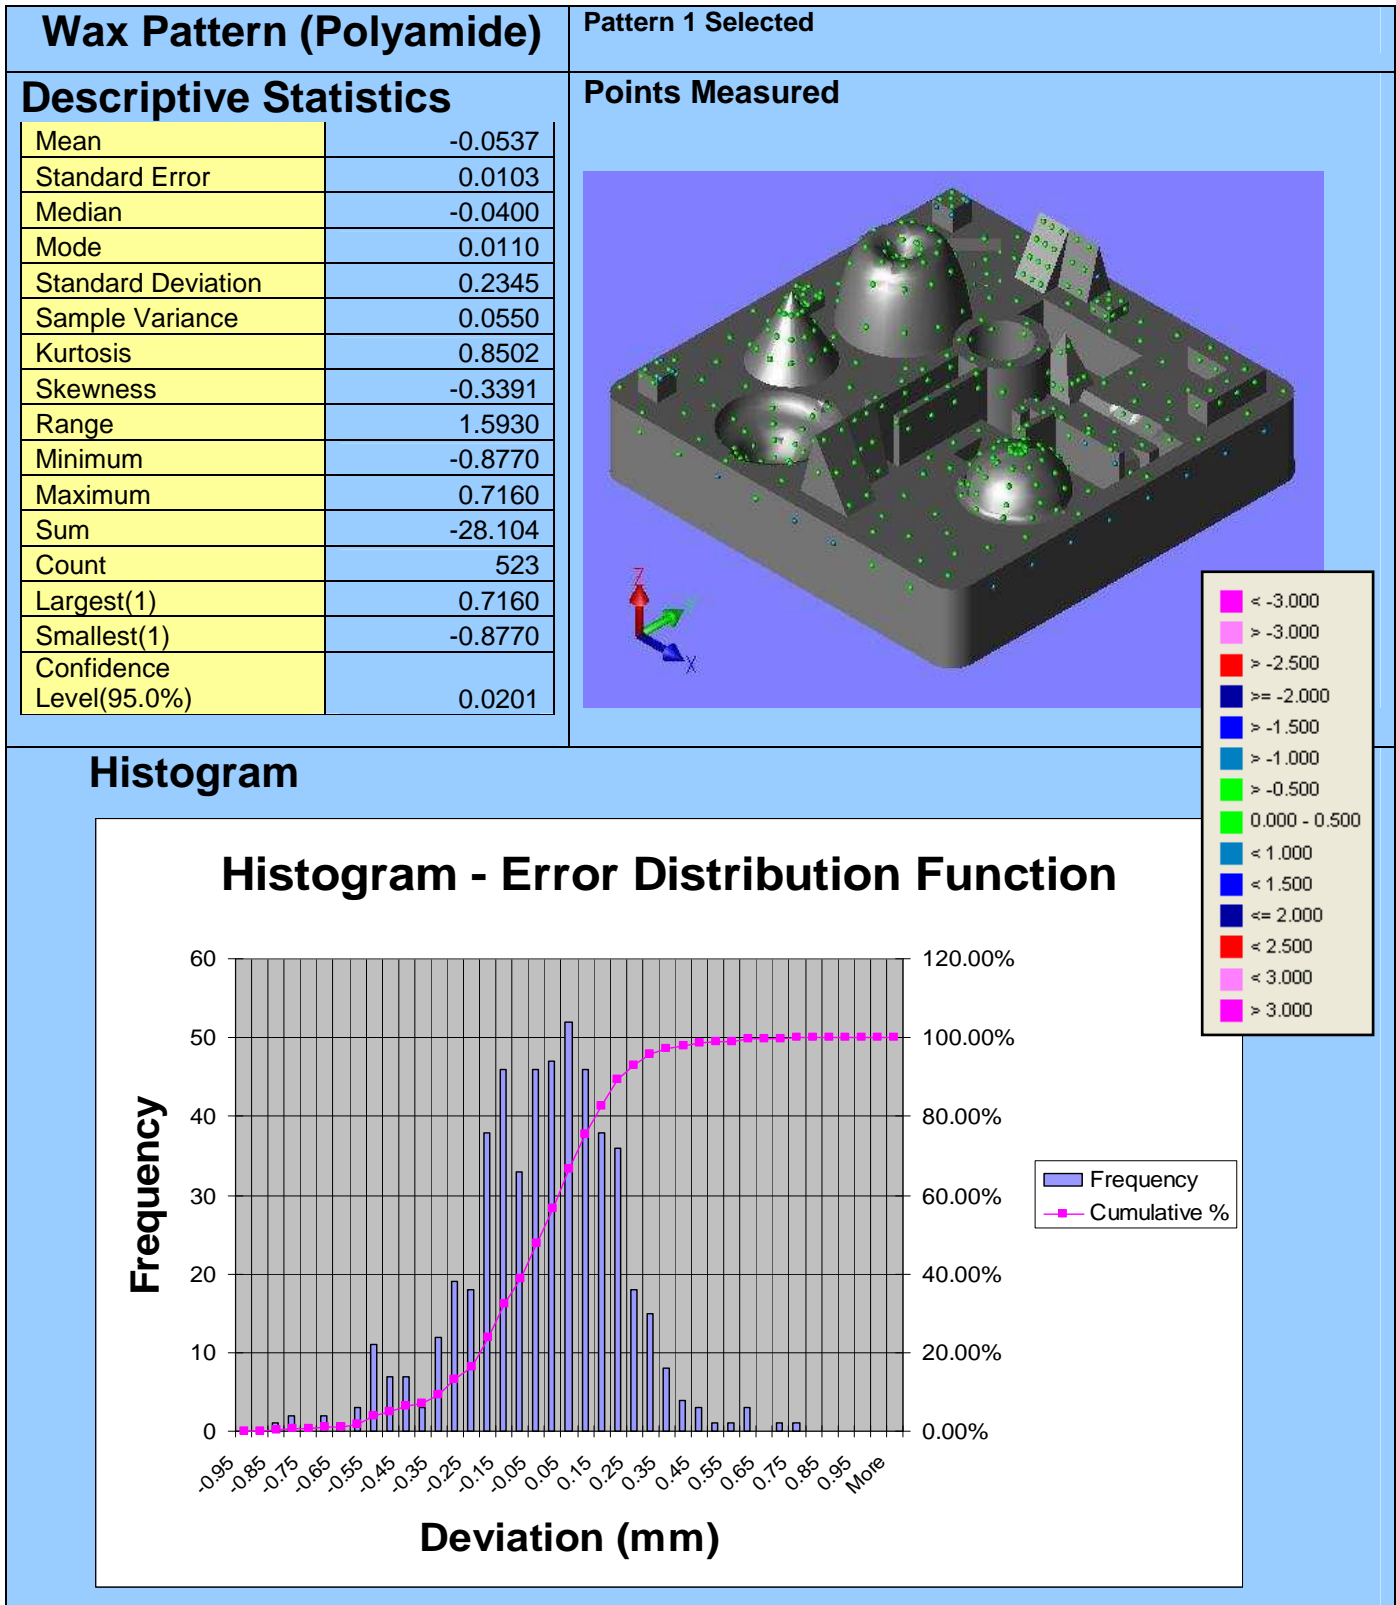 Wax Pattern (Polyamide)
Pattern 1 Selected
Descriptive Statistics
Mean -0.0537
Standard Error 0.0103
Median -0.0400
Mode 0.0110
Standard Deviation 0.2345
Sample Variance 0.0550
Kurtosis 0.8502
Skewness -0.3391
Range 1.5930
Minimum -0.8770
Maximum 0.7160
Sum -28.104
Count 523
Largest(1) 0.7160
Smallest(1) -0.8770
Confidence
Level(95.0%) 0.0201
Points Measured
Z
X
< -3.000
> -3.000
> -2.500
>= -2.000
> -1.500
> -1.000
> -0.500
0.000 - 0.500
< 1.000
< 1.500
<= 2.000
< 2.500
< 3.000
> 3.000
Histogram
Histogram - Error Distribution Function
Frequency
60
50
40
30
20
10
0
120.00%
100.00%
80.00%
60.00%
40.00%
20.00%
0.00%
-0.95
-0.85
-0.75
-0.65
-0.55
-0.45
-0.35
-0.25
-0.15
-0.05
0.05
0.15
0.25
0.35
0.45
0.55
0.65
0.75
0.85
0.95
More
Deviation (mm)
Frequency
Cumulative %